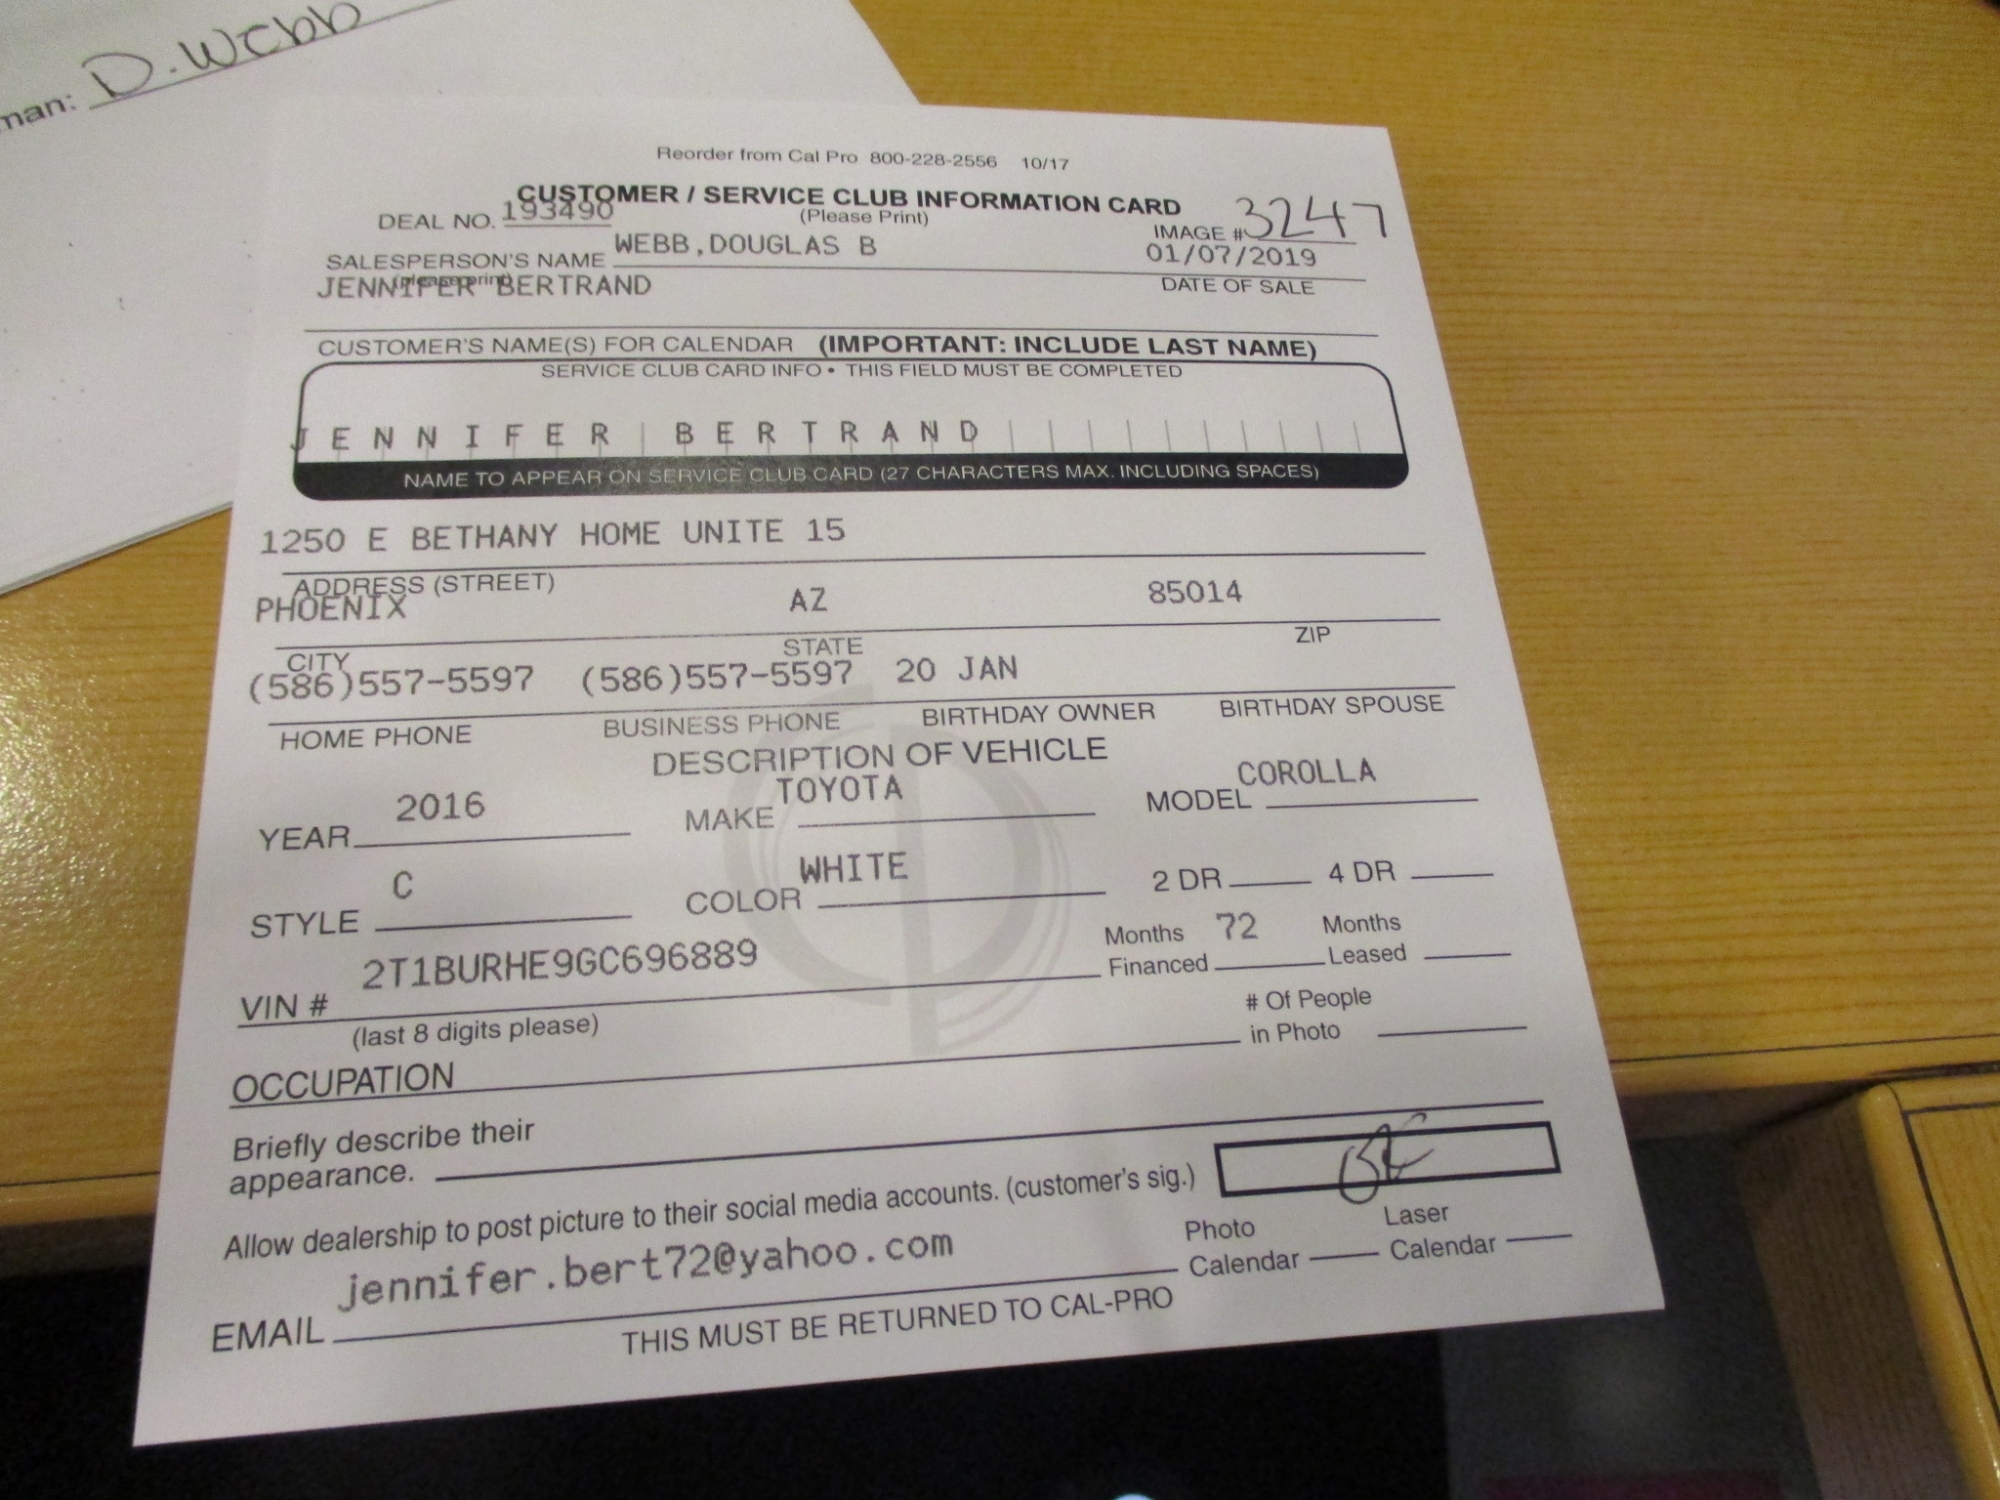 man: D. Webb
Reorder from Cal Pro 800-228-2556 10/17
CUSTOMER / SERVICE CLUB INFORMATION CARD
DEAL NO. 193490 (Please Print) IMAGE # 3247
SALESPERSON'S NAME WEBB,DOUGLAS B 01/07/2019
(please print) DATE OF SALE
JENNIFER BERTRAND
CUSTOMER'S NAME(S) FOR CALENDAR (IMPORTANT: INCLUDE LAST NAME)
SERVICE CLUB CARD INFO • THIS FIELD MUST BE COMPLETED
JENNIFER BERTRAND
NAME TO APPEAR ON SERVICE CLUB CARD (27 CHARACTERS MAX. INCLUDING SPACES)
1250 E BETHANY HOME UNITE 15
ADDRESS (STREET)
PHOENIX AZ 85014
CITY STATE ZIP
(586)557-5597 (586)557-5597 20 JAN
HOME PHONE BUSINESS PHONE BIRTHDAY OWNER BIRTHDAY SPOUSE
DESCRIPTION OF VEHICLE
YEAR 2016 MAKE TOYOTA MODEL COROLLA
STYLE C COLOR WHITE 2 DR 4 DR
VIN # 2T1BURHE9GC696889 Months Financed 72 Months Leased
(last 8 digits please) # Of People in Photo
OCCUPATION
Briefly describe their
appearance.
Allow dealership to post picture to their social media accounts. (customer's sig.)
EMAIL jennifer.bert72@yahoo.com Photo Calendar Laser Calendar
THIS MUST BE RETURNED TO CAL-PRO